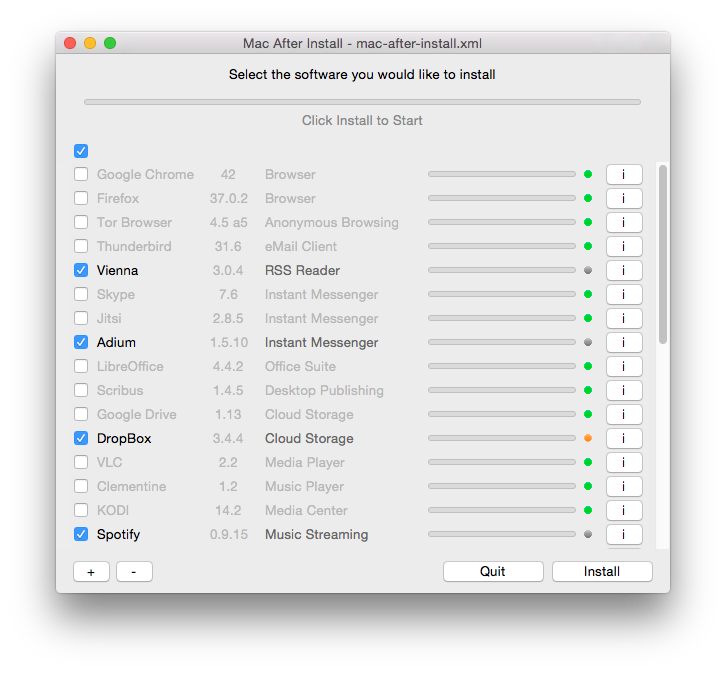 Mac After Install - mac-after-install.xml
Select the software you would like to install
Click Install to Start
Google Chrome 42 Browser i
Firefox 37.0.2 Browser i
Tor Browser 4.5 a5 Anonymous Browsing i
Thunderbird 31.6 eMail Client i
Vienna 3.0.4 RSS Reader i
Skype 7.6 Instant Messenger i
Jitsi 2.8.5 Instant Messenger i
Adium 1.5.10 Instant Messenger i
LibreOffice 4.4.2 Office Suite i
Scribus 1.4.5 Desktop Publishing i
Google Drive 1.13 Cloud Storage i
DropBox 3.4.4 Cloud Storage i
VLC 2.2 Media Player i
Clementine 1.2 Music Player i
KODI 14.2 Media Center i
Spotify 0.9.15 Music Streaming i
+ - Quit Install